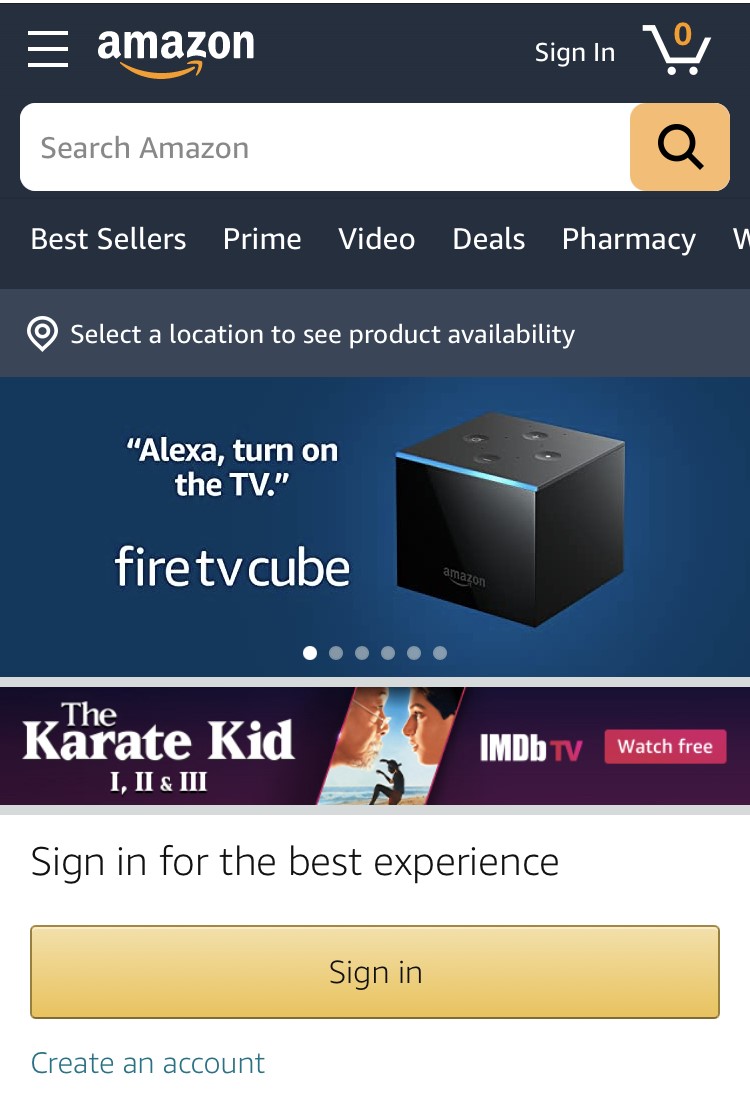 amazon
Sign In
0
Search Amazon
Best Sellers Prime Video Deals Pharmacy W
Select a location to see product availability
“Alexa, turn on
the TV.”
fire tv cube
amazon
The
Karate Kid
I, II & III
IMDb TV
Watch free
Sign in for the best experience
Sign in
Create an account